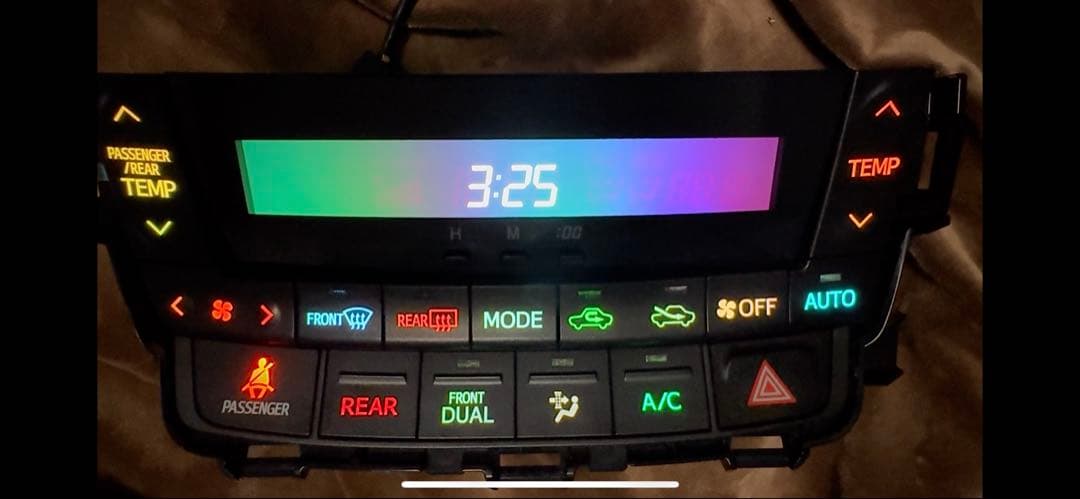 PASSENGER
/REAR
TEMP
3:25
TEMP
H M :00
FRONT
REAR
MODE
OFF
AUTO
PASSENGER
REAR
FRONT
DUAL
A/C